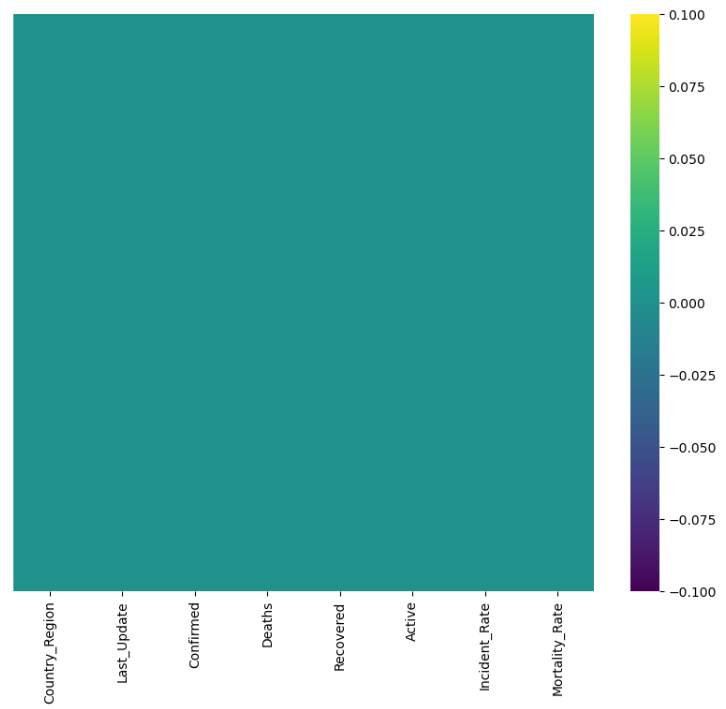 0.100
0.075
0.050
0.025
0.000
−0.025
−0.050
−0.075
−0.100
Country_Region
Last_Update
Confirmed
Deaths
Recovered
Active
Incident_Rate
Mortality_Rate